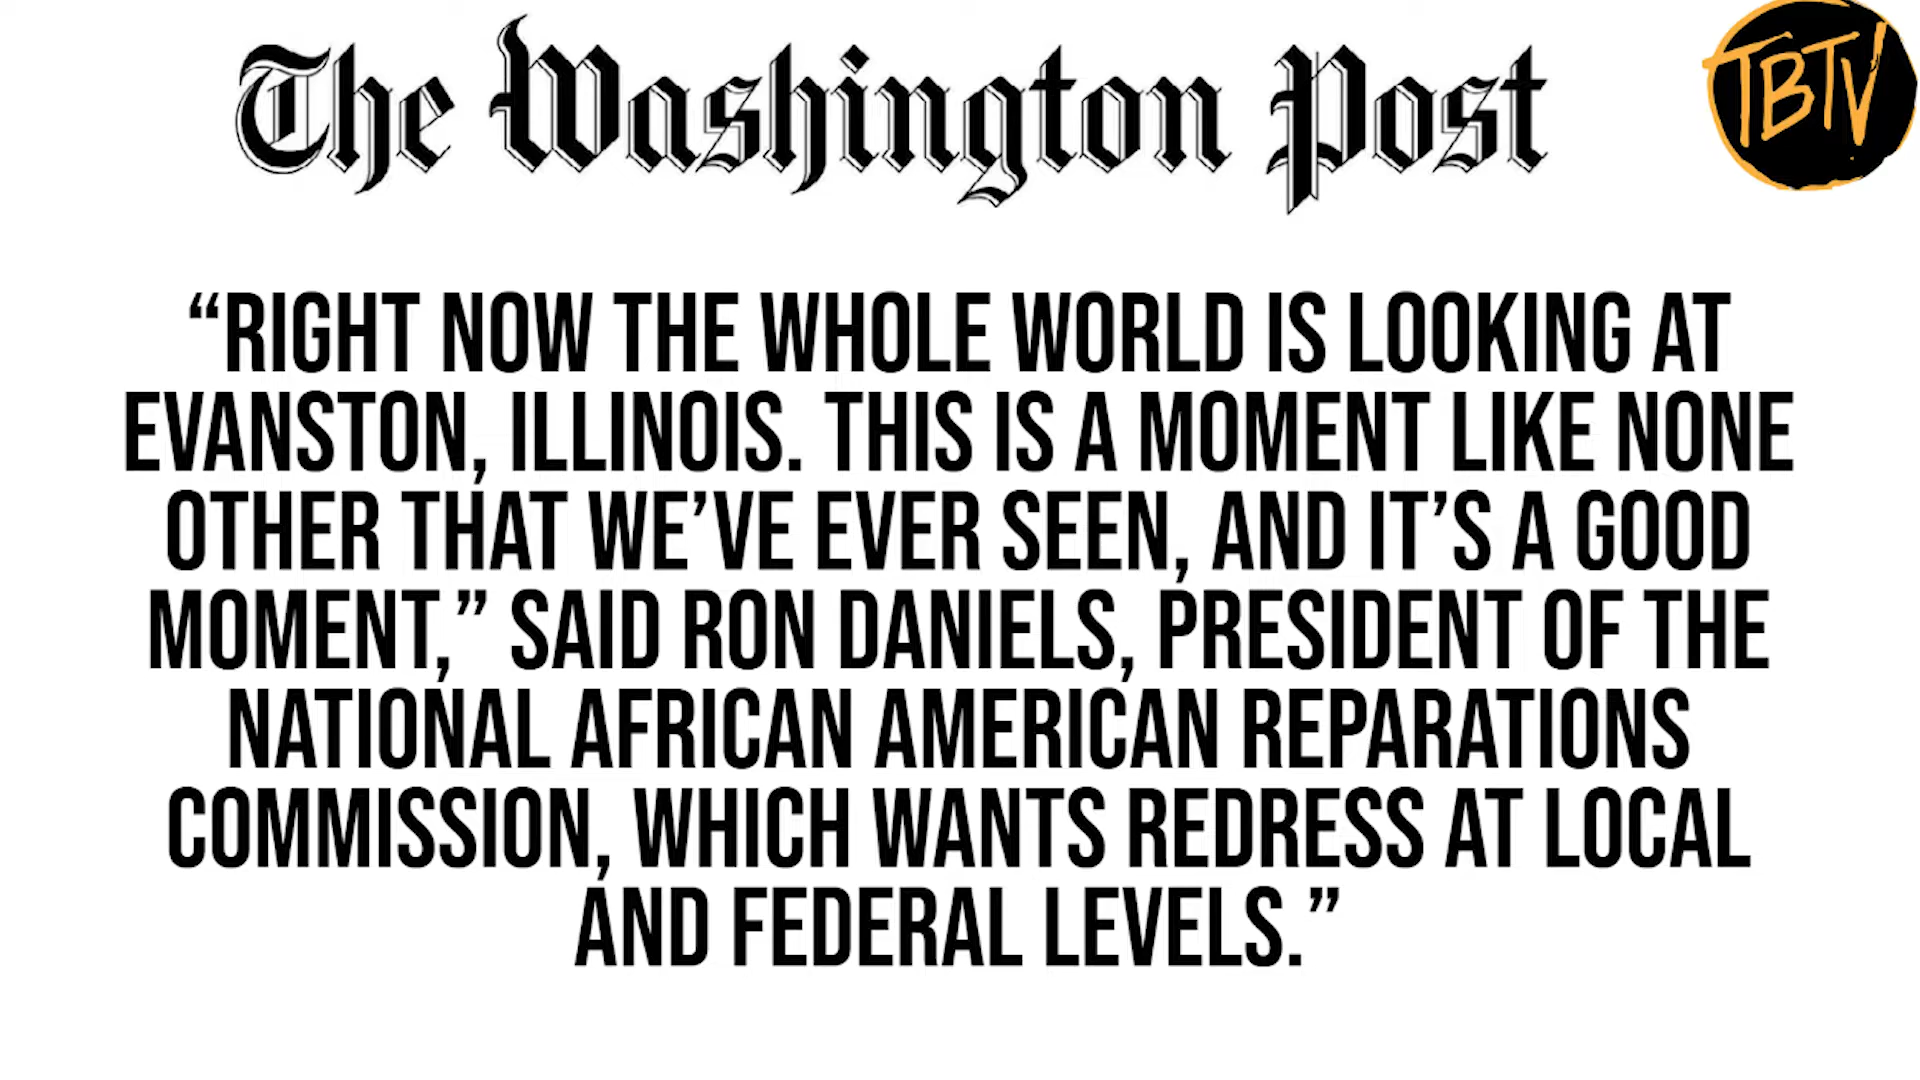 The Washington Post
TBTV
“RIGHT NOW THE WHOLE WORLD IS LOOKING AT
EVANSTON, ILLINOIS. THIS IS A MOMENT LIKE NONE
OTHER THAT WE’VE EVER SEEN, AND IT’S A GOOD
MOMENT,” SAID RON DANIELS, PRESIDENT OF THE
NATIONAL AFRICAN AMERICAN REPARATIONS
COMMISSION, WHICH WANTS REDRESS AT LOCAL
AND FEDERAL LEVELS.”